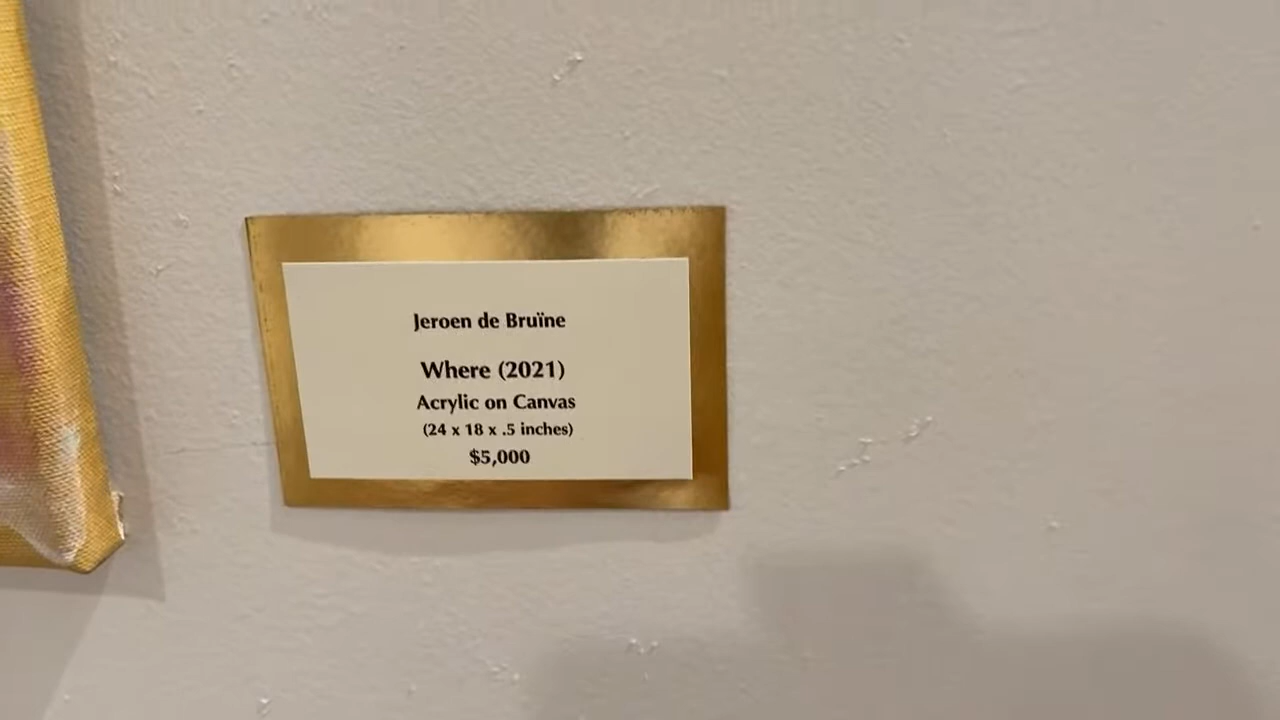 Jeroen de Bruïne
Where (2021)
Acrylic on Canvas
(24 x 18 x .5 inches)
$5,000